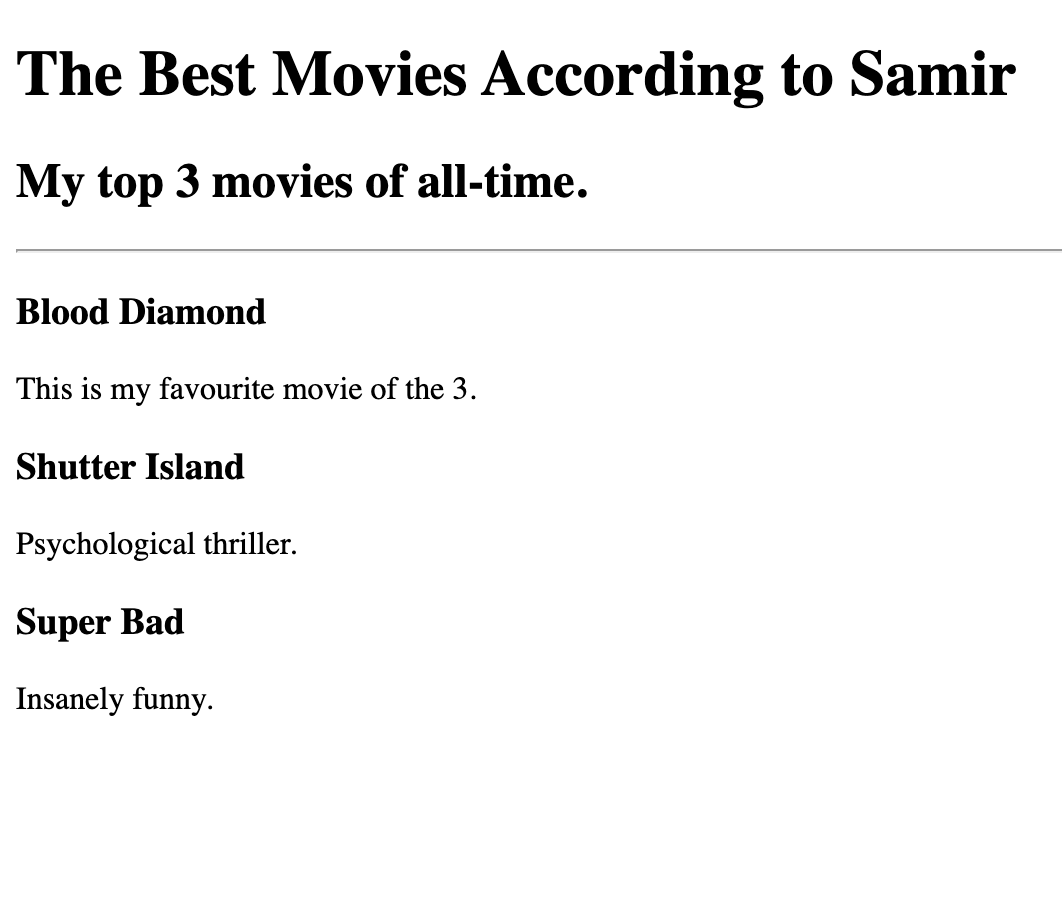 The Best Movies According to Samir
My top 3 movies of all-time.
Blood Diamond
This is my favourite movie of the 3.
Shutter Island
Psychological thriller.
Super Bad
Insanely funny.